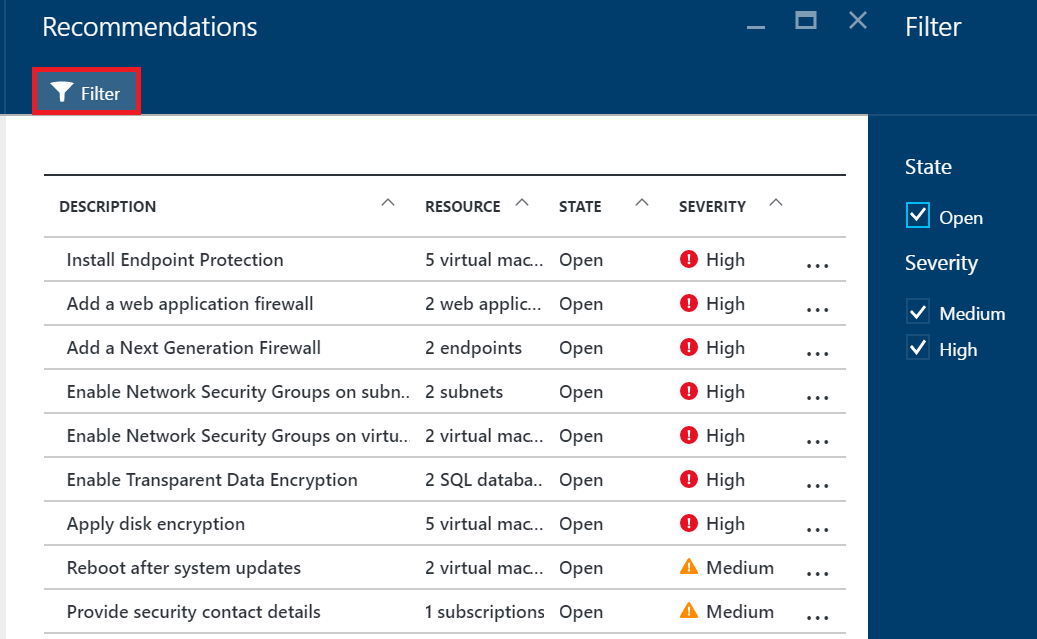 Recommendations
Filter
Filter
State
Open
Severity
Medium
High
DESCRIPTION RESOURCE STATE SEVERITY
Install Endpoint Protection 5 virtual mac... Open High ...
Add a web application firewall 2 web applic... Open High ...
Add a Next Generation Firewall 2 endpoints Open High ...
Enable Network Security Groups on subn.. 2 subnets Open High ...
Enable Network Security Groups on virtu... 2 virtual mac... Open High ...
Enable Transparent Data Encryption 2 SQL databa.. Open High ...
Apply disk encryption 5 virtual mac... Open High ...
Reboot after system updates 2 virtual mac... Open Medium ...
Provide security contact details 1 subscriptions Open Medium ...